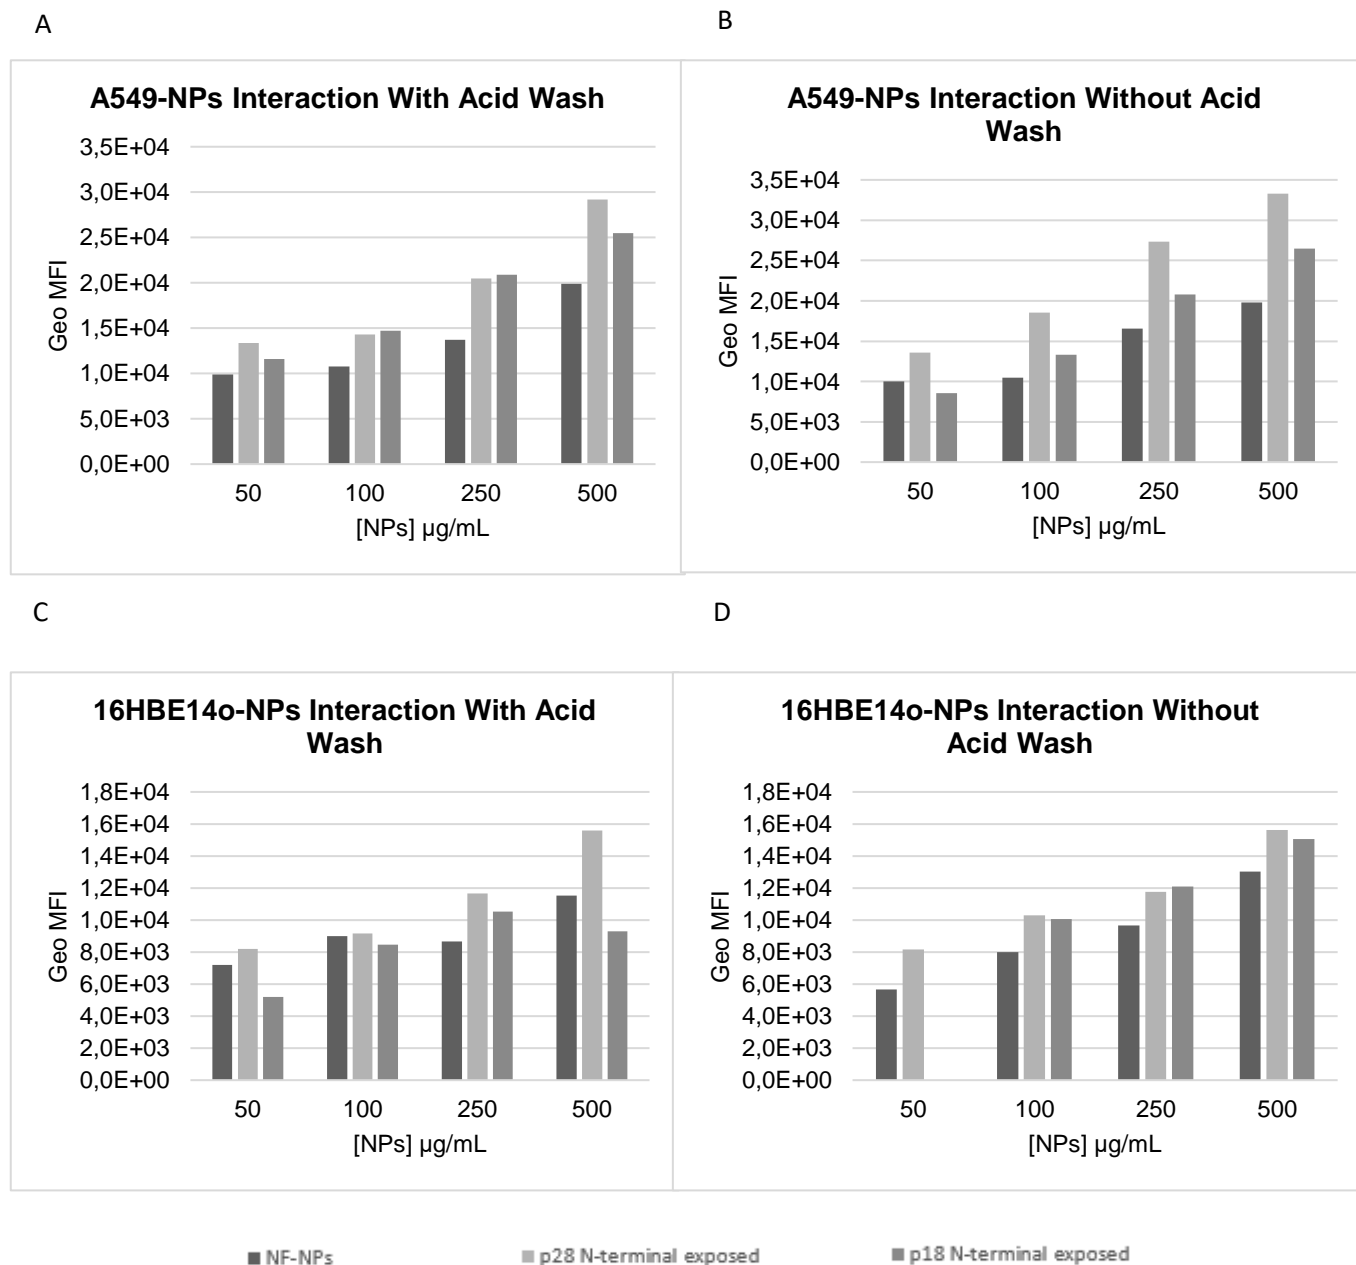 A
B
A549-NPs Interaction With Acid Wash
3,5E+04
3,0E+04
2,5E+04
2,0E+04
1,5E+04
1,0E+04
5,0E+03
0,0E+00
Geo MFI
50 100 250 500
[NPs] µg/mL
A549-NPs Interaction Without Acid
Wash
3,5E+04
3,0E+04
2,5E+04
2,0E+04
1,5E+04
1,0E+04
5,0E+03
0,0E+00
Geo MFI
50 100 250 500
[NPs] µg/mL
C
D
16HBE14o-NPs Interaction With Acid
Wash
1,8E+04
1,6E+04
1,4E+04
1,2E+04
1,0E+04
8,0E+03
6,0E+03
4,0E+03
2,0E+03
0,0E+00
Geo MFI
50 100 250 500
[NPs] µg/mL
16HBE14o-NPs Interaction Without
Acid Wash
1,8E+04
1,6E+04
1,4E+04
1,2E+04
1,0E+04
8,0E+03
6,0E+03
4,0E+03
2,0E+03
0,0E+00
Geo MFI
50 100 250 500
[NPs] µg/mL
NF-NPs p28 N-terminal exposed p18 N-terminal exposed